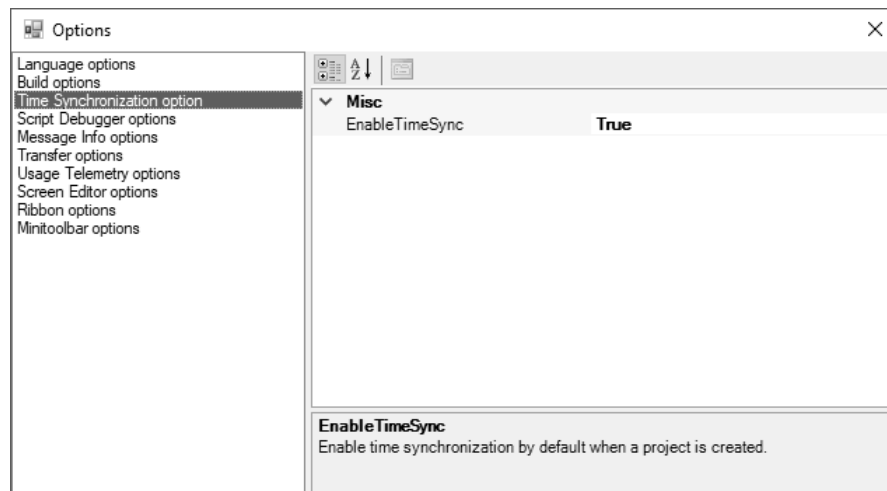 Options
Language options
Build options
Time Synchronization option
Script Debugger options
Message Info options
Transfer options
Usage Telemetry options
Screen Editor options
Ribbon options
Minitoolbar options
Misc
EnableTimeSync True
EnableTimeSync
Enable time synchronization by default when a project is created.